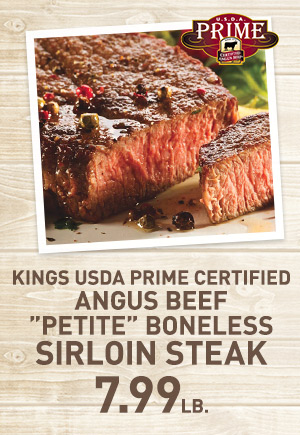 U.S.D.A.
PRIME
CERTIFIED
ANGUS BEEF
KINGS USDA PRIME CERTIFIED
ANGUS BEEF
”PETITE” BONELESS
SIRLOIN STEAK
7.99LB.